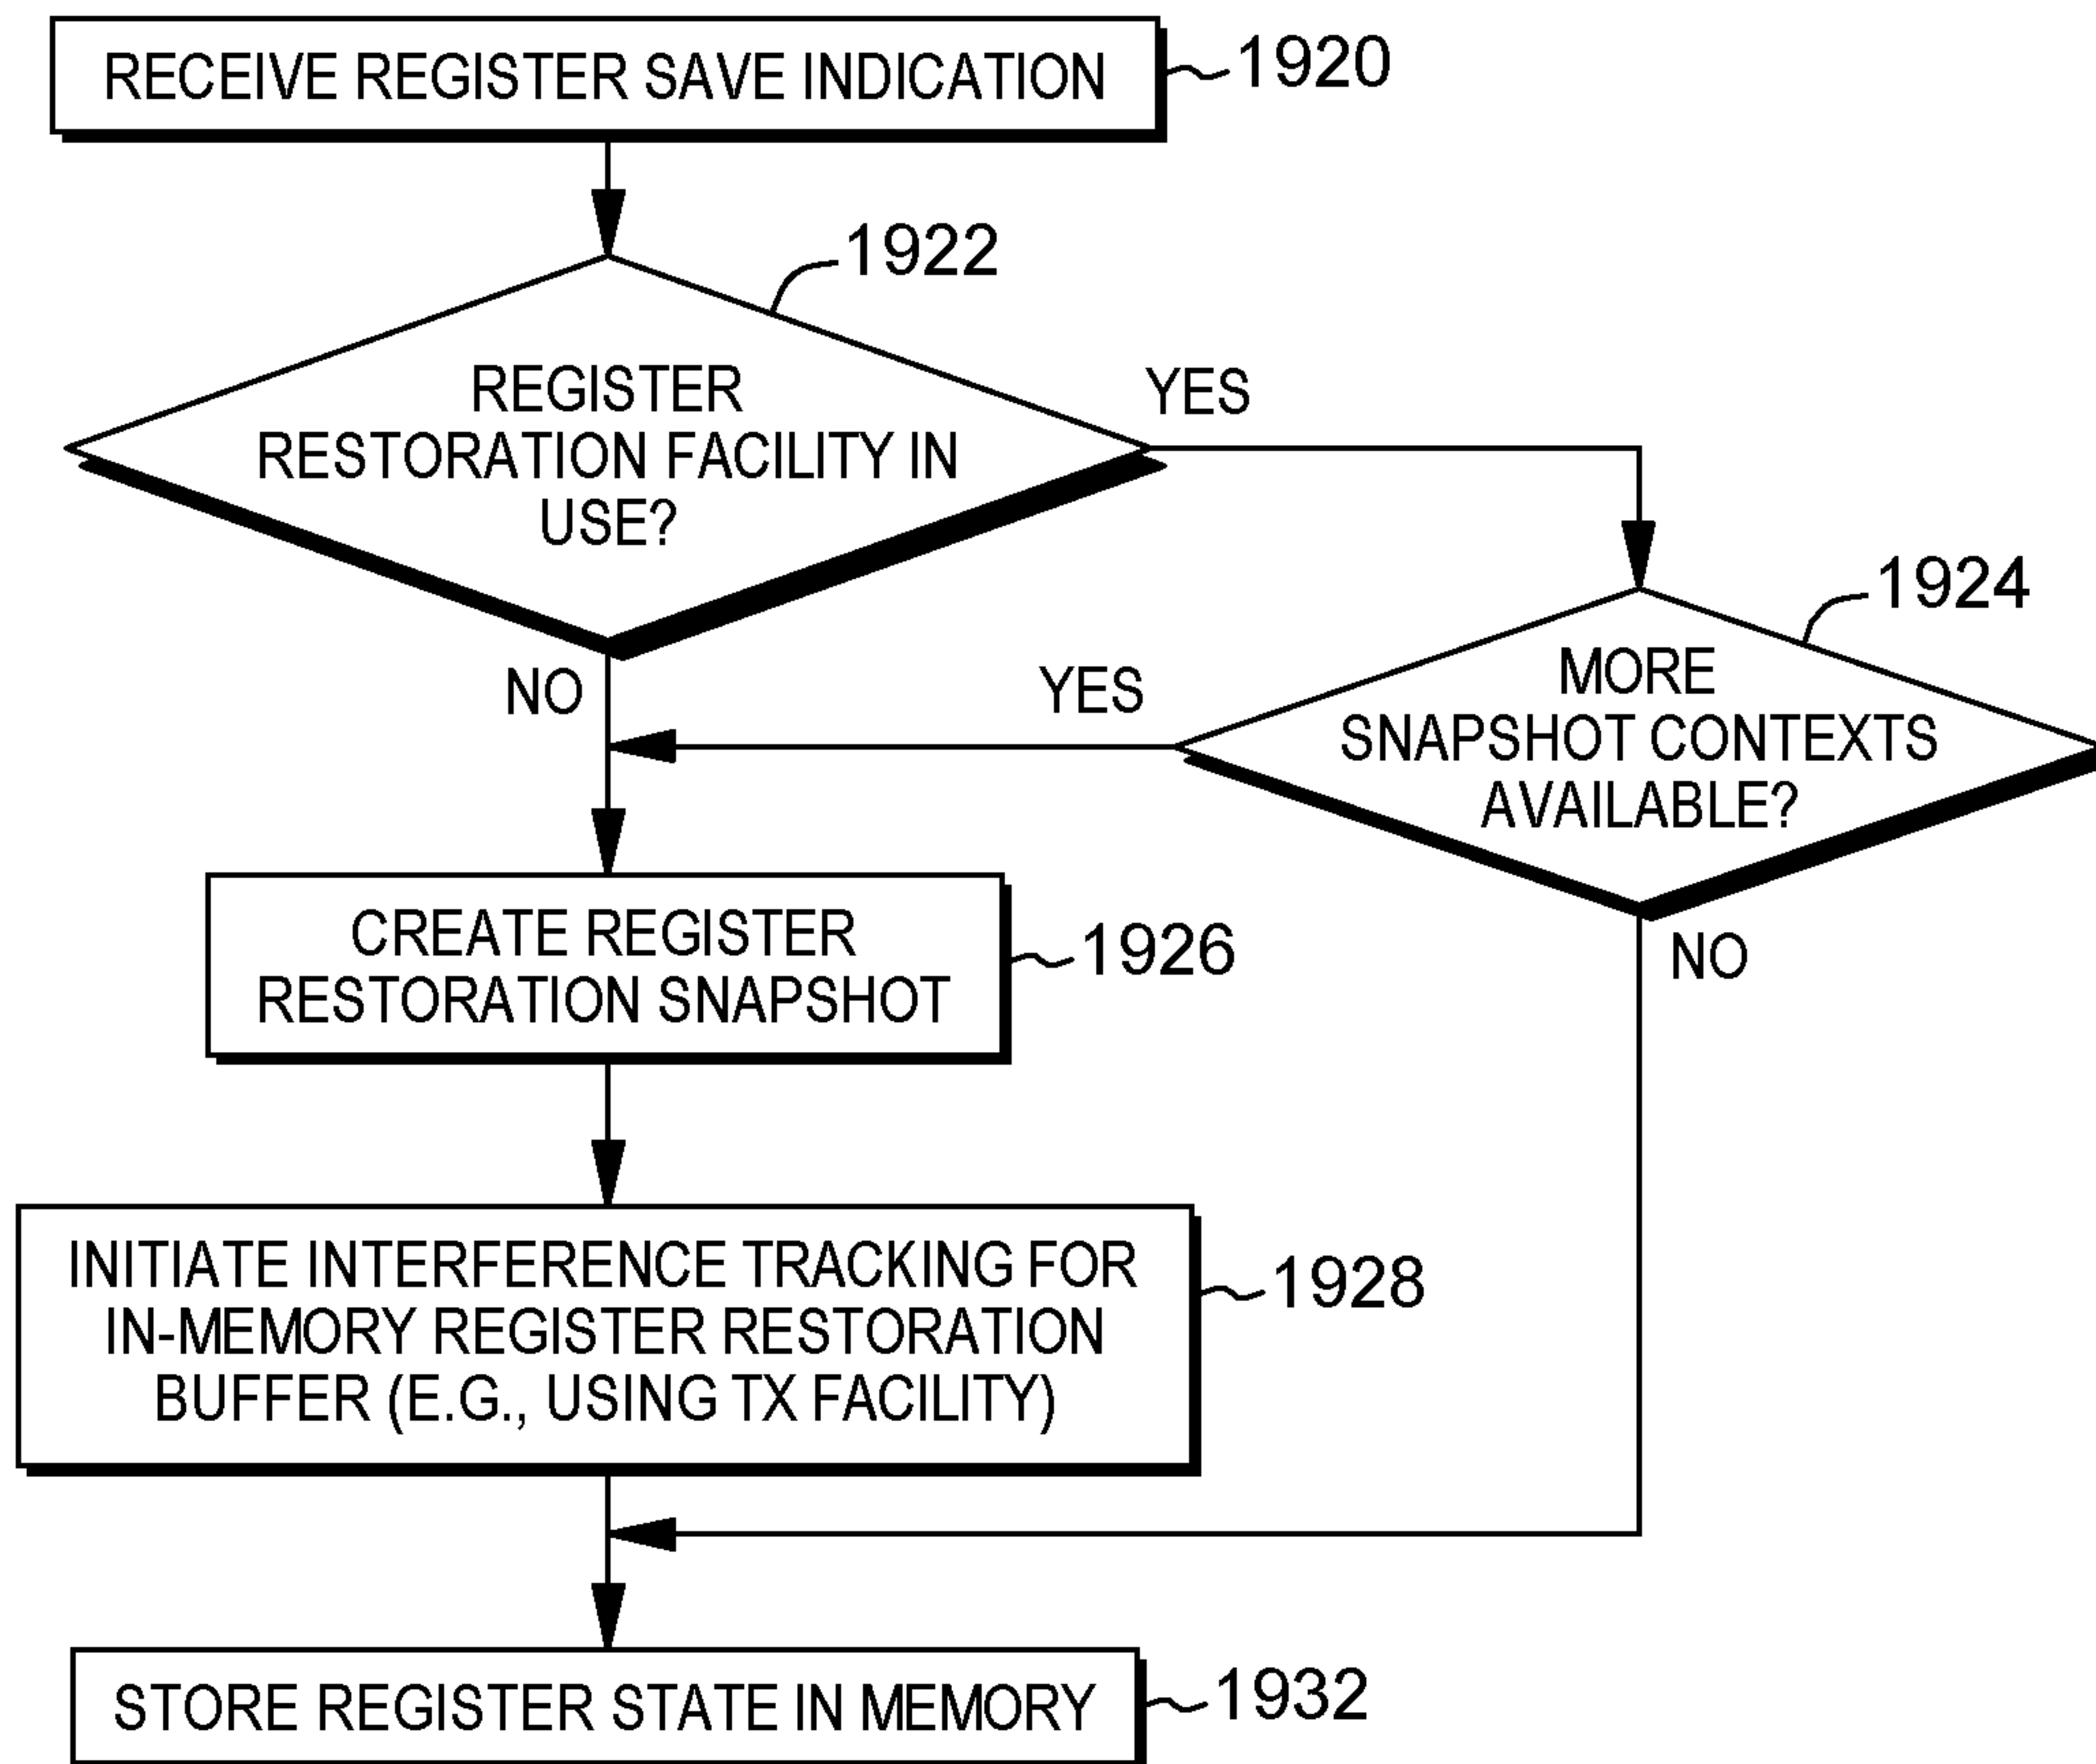 RECEIVE REGISTER SAVE INDICATION
1920
1922
REGISTER
RESTORATION FACILITY IN
USE?
YES
NO
1924
MORE
SNAPSHOT CONTEXTS
AVAILABLE?
YES
NO
CREATE REGISTER
RESTORATION SNAPSHOT
1926
INITIATE INTERFERENCE TRACKING FOR
IN-MEMORY REGISTER RESTORATION
BUFFER (E.G., USING TX FACILITY)
1928
STORE REGISTER STATE IN MEMORY
1932